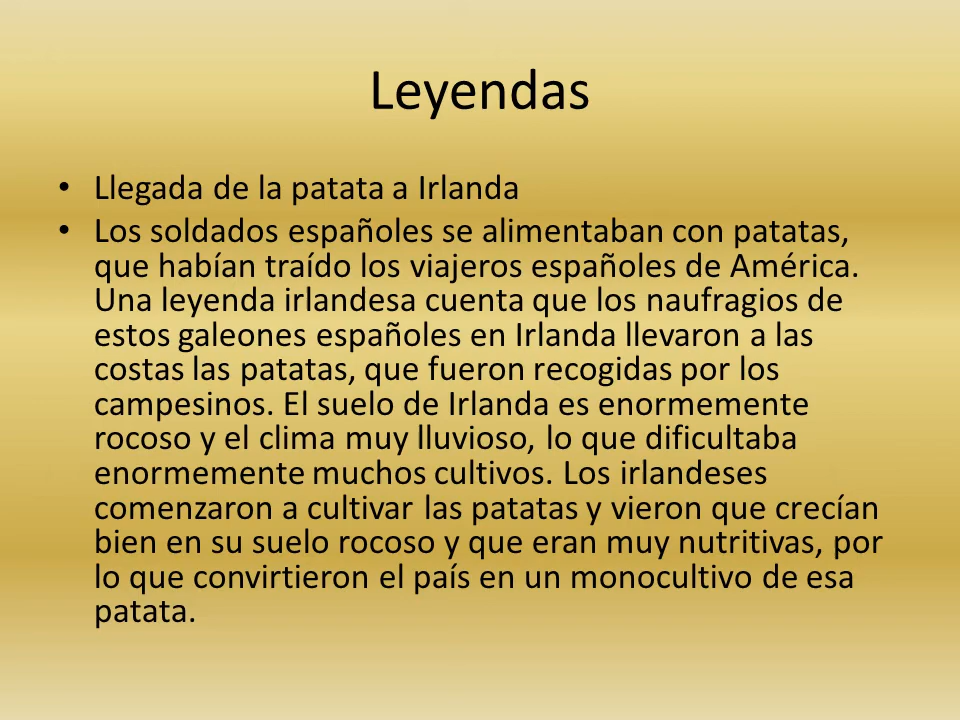 Leyendas
• Llegada de la patata a Irlanda
• Los soldados españoles se alimentaban con patatas,
que habían traído los viajeros españoles de América.
Una leyenda irlandesa cuenta que los naufragios de
estos galeones españoles en Irlanda llevaron a las
costas las patatas, que fueron recogidas por los
campesinos. El suelo de Irlanda es enormemente
rocoso y el clima muy lluvioso, lo que dificultaba
enormemente muchos cultivos. Los irlandeses
comenzaron a cultivar las patatas y vieron que crecían
bien en su suelo rocoso y que eran muy nutritivas, por
lo que convirtieron el país en un monocultivo de esa
patata.